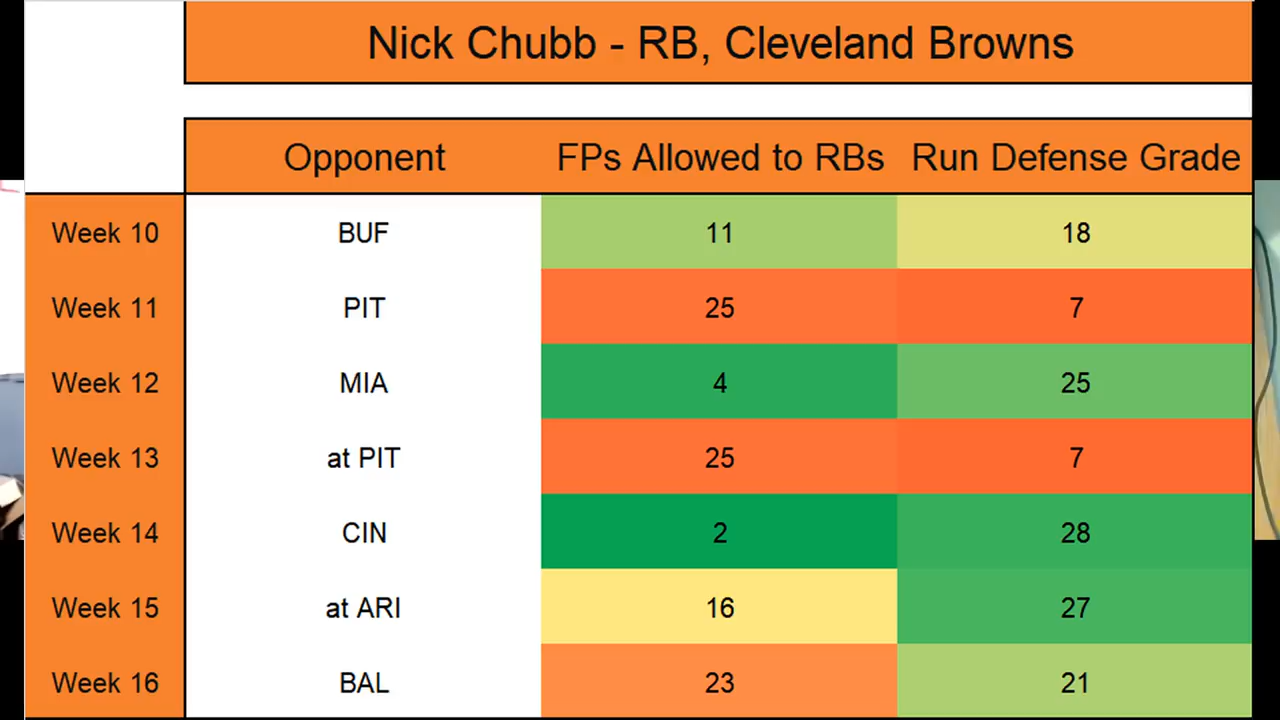 Nick Chubb - RB, Cleveland Browns
Opponent FPs Allowed to RBs Run Defense Grade
Week 10 BUF 11 18
Week 11 PIT 25 7
Week 12 MIA 4 25
Week 13 at PIT 25 7
Week 14 CIN 2 28
Week 15 at ARI 16 27
Week 16 BAL 23 21